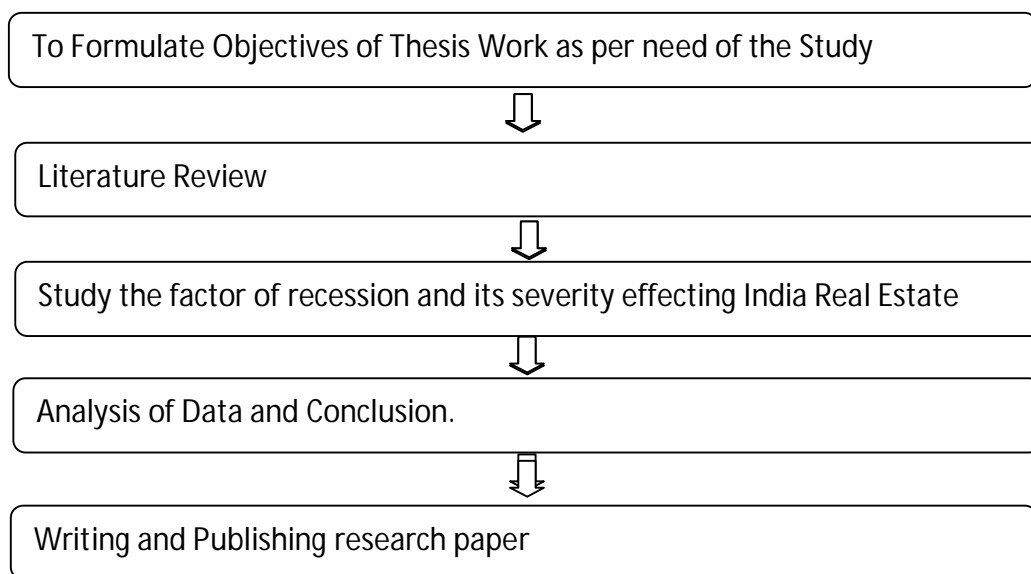 To Formulate Objectives of Thesis Work as per need of the Study
Literature Review
Study the factor of recession and its severity effecting India Real Estate
Analysis of Data and Conclusion.
Writing and Publishing research paper